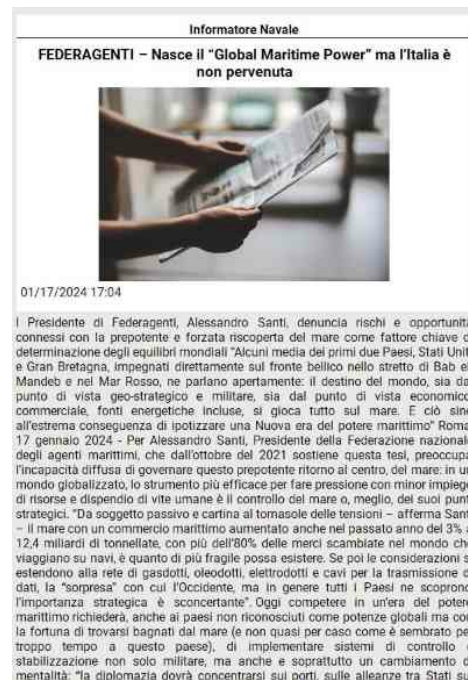 Informatore Navale
FEDERAGENTI – Nasce il “Global Maritime Power” ma l'Italia è
non pervenuta
01/17/2024 17:04
l Presidente di Federagenti, Alessandro Santi, denuncia rischi e opportunità
connessi con la prepotente e forzata riscoperta del mare come fattore chiave
determinazione degli equilibri mondiali "Alcuni media dei primi due Paesi, Stati
e Gran Bretagna, impegnati direttamente sul fronte bellico nello stretto di Bab
Mandeb e nel Mar Rosso, ne parlano apertamente: il destino del mondo, sia dal
punto di vista geo-strategico e militare, sia dal punto di vista economico
commerciale, fonti energetiche incluse, si gioca tutto sul mare. E ciò sino
all'estrema conseguenza di ipotizzare una Nuova era del potere marittimo" Roma
17 gennaio 2024 - Per Alessandro Santi, Presidente della Federazione nazionale
degli agenti marittimi, che dall'ottobre del 2021 sostiene questa tesi, preoccupa
l'incapacità diffusa di governare questo prepotente ritorno al centro, del mare: in
mondo globalizzato, lo strumento più efficace per fare pressione con minor impiego
di risorse e dispendio di vite umane è il controllo del mare o, meglio, dei suoi punti
strategici. "Da soggetto passivo e cartina al tornasole delle tensioni – afferma Santi
– il mare con un commercio marittimo aumentato anche nel passato anno del 3%
12,4 miliardi di tonnellate, con più dell'80% delle merci scambiate nel mondo che
viaggiano su navi, è quanto di più fragile possa esistere. Se poi le considerazioni
estendono alla rete di gasdotti, oleodotti, elettrodotti e cavi per la trasmissione
dati, la "sorpresa" con cui l'Occidente, ma in genere tutti i Paesi ne scoprono
l'importanza strategica è sconcertante". Oggi competere in un'era del potere
marittimo richiederà, anche ai paesi non riconosciuti come potenze globali ma con
la fortuna di trovarsi bagnati dal mare (e non quasi per caso come è sembrato per
troppo tempo a questo paese), di implementare sistemi di controllo
stabilizzazione non solo militare, ma anche e soprattutto un cambiamento
mentalità: "la diplomazia dovrà concentrarsi sui porti, sulle alleanze tra Stati